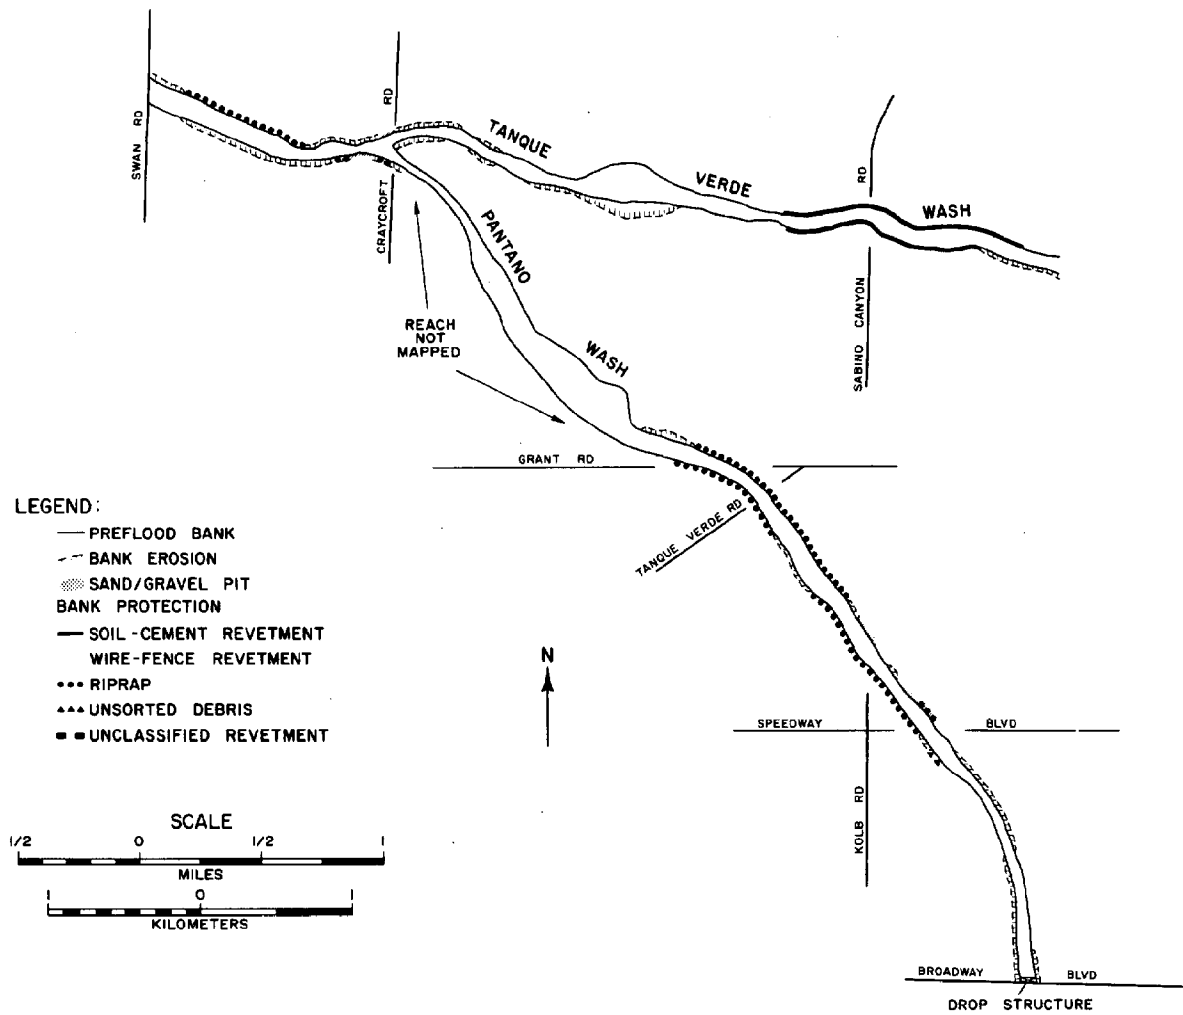 SWAN RD
RD
CRAYCROFT
TANQUE
VERDE
WASH
RD
SABINO CANYON
PANTANO
WASH
REACH
NOT
MAPPED
GRANT RD
TANQUE VERDE RD
LEGEND:
PREFLOOD BANK
BANK EROSION
SAND/GRAVEL PIT
BANK PROTECTION
SOIL-CEMENT REVETMENT
WIRE-FENCE REVETMENT
RIPRAP
UNSORTED DEBRIS
UNCLASSIFIED REVETMENT
N
SPEEDWAY BLVD
KOLB RD
SCALE
1/2 0 1/2 1
MILES
1 0 1
KILOMETERS
BROADWAY BLVD
DROP STRUCTURE